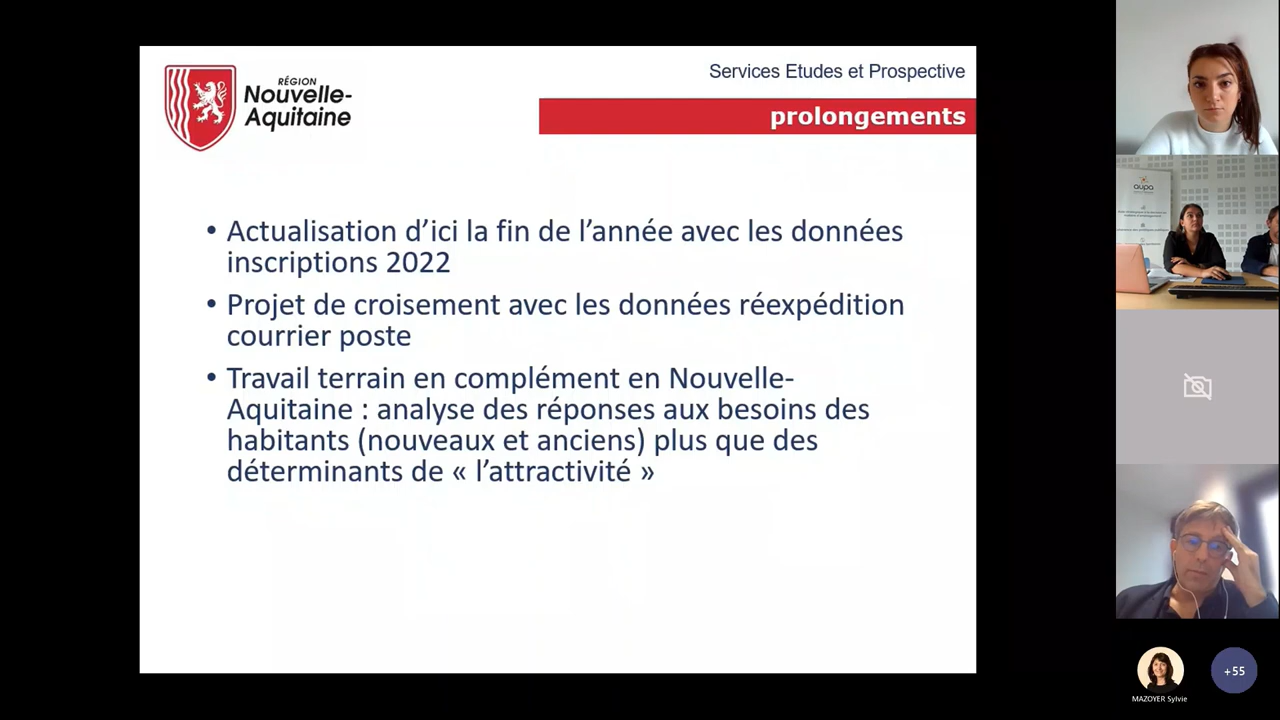 Services Etudes et Prospective
RÉGION
Nouvelle-
Aquitaine
prolongements
• Actualisation d’ici la fin de l’année avec les données
inscriptions 2022
• Projet de croisement avec les données réexpédition
courrier poste
• Travail terrain en complément en Nouvelle-
Aquitaine : analyse des réponses aux besoins des
habitants (nouveaux et anciens) plus que des
déterminants de « l’attractivité »
aupa
MAZOYER Sylvie
+55